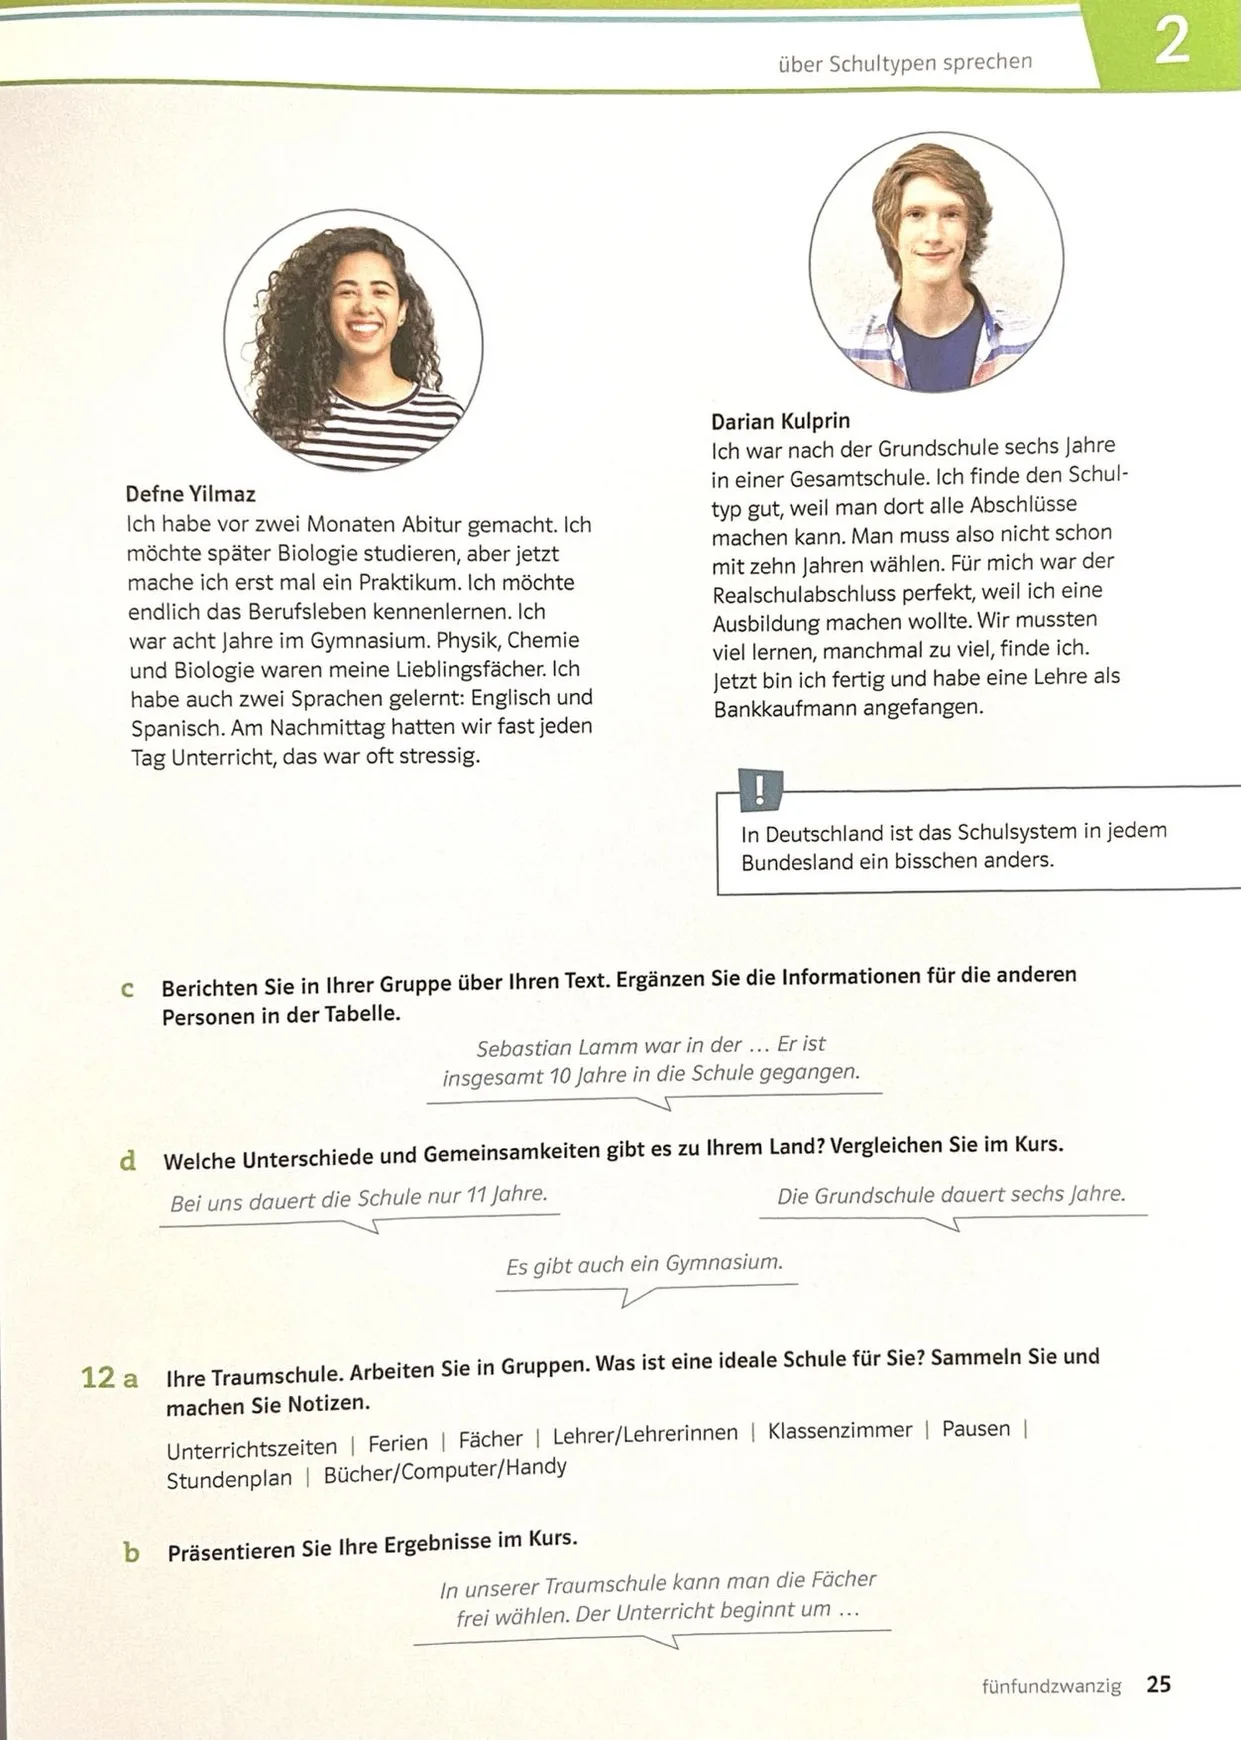 über Schultypen sprechen
2
Defne Yilmaz
Ich habe vor zwei Monaten Abitur gemacht. Ich
möchte später Biologie studieren, aber jetzt
mache ich erst mal ein Praktikum. Ich möchte
endlich das Berufsleben kennenlernen. Ich
war acht Jahre im Gymnasium. Physik, Chemie
und Biologie waren meine Lieblingsfächer. Ich
habe auch zwei Sprachen gelernt: Englisch und
Spanisch. Am Nachmittag hatten wir fast jeden
Tag Unterricht, das war oft stressig.
Darian Kulprin
Ich war nach der Grundschule sechs Jahre
in einer Gesamtschule. Ich finde den Schul-
typ gut, weil man dort alle Abschlüsse
machen kann. Man muss also nicht schon
mit zehn Jahren wählen. Für mich war der
Realschulabschluss perfekt, weil ich eine
Ausbildung machen wollte. Wir mussten
viel lernen, manchmal zu viel, finde ich.
Jetzt bin ich fertig und habe eine Lehre als
Bankkaufmann angefangen.
!
In Deutschland ist das Schulsystem in jedem
Bundesland ein bisschen anders.
c Berichten Sie in Ihrer Gruppe über Ihren Text. Ergänzen Sie die Informationen für die anderen
Personen in der Tabelle.
Sebastian Lamm war in der ... Er ist
insgesamt 10 Jahre in die Schule gegangen.
d Welche Unterschiede und Gemeinsamkeiten gibt es zu Ihrem Land? Vergleichen Sie im Kurs.
Bei uns dauert die Schule nur 11 Jahre.
Die Grundschule dauert sechs Jahre.
Es gibt auch ein Gymnasium.
12 a Ihre Traumschule. Arbeiten Sie in Gruppen. Was ist eine ideale Schule für Sie? Sammeln Sie und
machen Sie Notizen.
Unterrichtszeiten | Ferien | Fächer | Lehrer/Lehrerinnen | Klassenzimmer | Pausen |
Stundenplan | Bücher/Computer/Handy
b Präsentieren Sie Ihre Ergebnisse im Kurs.
In unserer Traumschule kann man die Fächer
frei wählen. Der Unterricht beginnt um ...
fünfundzwanzig 25